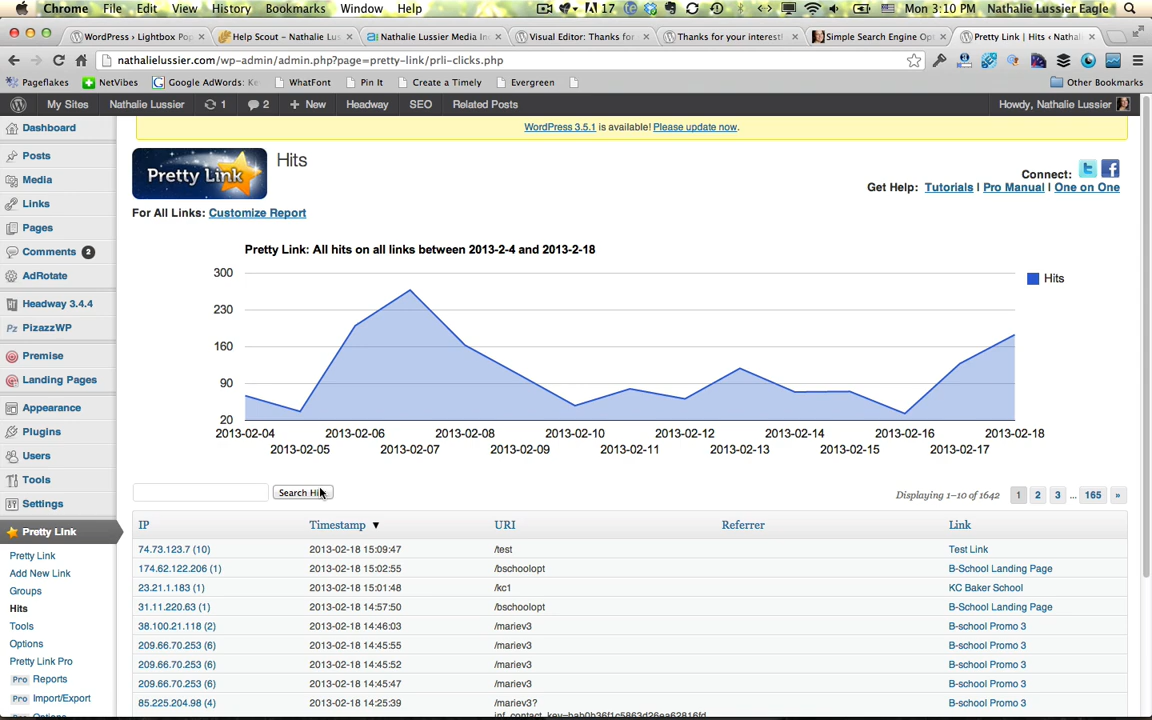 Chrome File Edit View History Bookmarks Window Help 17 Mon 3:10 PM Nathalie Lussier Eagle
WordPress › Lightbox Pop Help Scout – Nathalie Lus Nathalie Lussier Media In Visual Editor: Thanks for Thanks for your interest! Simple Search Engine Op Pretty Link | Hits ‹ Nathal
nathalielussier.com/wp-admin/admin.php?page=pretty-link/prli-clicks.php
Pageflakes NetVibes Google AdWords: Ke WhatFont Pin It Create a Timely Evergreen Other Bookmarks
My Sites Nathalie Lussier 1 2 + New Headway SEO Related Posts Howdy, Nathalie Lussier
Dashboard
Posts
Media
Links
Pages
Comments 2
AdRotate
Headway 3.4.4
Pz PizazzWP
Premise
Landing Pages
Appearance
Plugins
Users
Tools
Settings
Pretty Link
Pretty Link
Add New Link
Groups
Hits
Tools
Options
Pretty Link Pro
Pro Reports
Pro Import/Export
Pro Options
WordPress 3.5.1 is available! Please update now.
Pretty Link Hits
Connect:
Get Help: Tutorials | Pro Manual | One on One
For All Links: Customize Report
Pretty Link: All hits on all links between 2013-2-4 and 2013-2-18
300
230
160
90
20
Hits
2013-02-04 2013-02-06 2013-02-08 2013-02-10 2013-02-12 2013-02-14 2013-02-16 2013-02-18
2013-02-05 2013-02-07 2013-02-09 2013-02-11 2013-02-13 2013-02-15 2013-02-17
Search Hits Displaying 1–10 of 1642 1 2 3 ... 165 »
IP Timestamp ▼ URI Referrer Link
74.73.123.7 (10) 2013-02-18 15:09:47 /test Test Link
174.62.122.206 (1) 2013-02-18 15:02:55 /bschoolopt B-School Landing Page
23.21.1.183 (1) 2013-02-18 15:01:48 /kc1 KC Baker School
31.11.220.63 (1) 2013-02-18 14:57:50 /bschoolopt B-School Landing Page
38.100.21.118 (2) 2013-02-18 14:46:03 /mariev3 B-school Promo 3
209.66.70.253 (6) 2013-02-18 14:45:55 /mariev3 B-school Promo 3
209.66.70.253 (6) 2013-02-18 14:45:52 /mariev3 B-school Promo 3
209.66.70.253 (6) 2013-02-18 14:45:47 /mariev3 B-school Promo 3
85.225.204.98 (4) 2013-02-18 14:25:39 /mariev3? B-school Promo 3